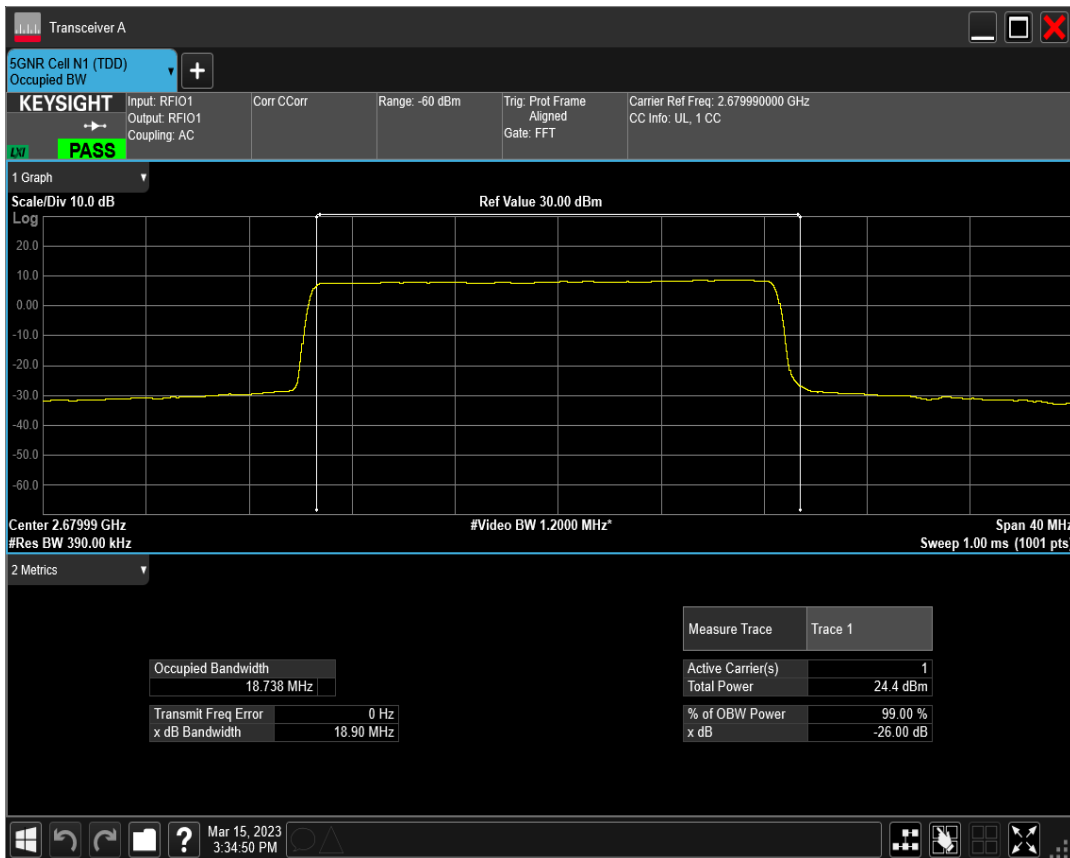 Transceiver A
5GNR Cell N1 (TDD)
Occupied BW
KEYSIGHT
LXI
PASS
Input: RFIO1
Output: RFIO1
Coupling: AC
Corr CCorr
Range: -60 dBm
Trig: Prot Frame
Aligned
Gate: FFT
Carrier Ref Freq: 2.679990000 GHz
CC Info: UL, 1 CC
1 Graph
Scale/Div 10.0 dB
Ref Value 30.00 dBm
Log
20.0
10.0
0.00
-10.0
-20.0
-30.0
-40.0
-50.0
-60.0
Center 2.67999 GHz
#Video BW 1.2000 MHz*
Span 40 MHz
#Res BW 390.00 kHz
Sweep 1.00 ms (1001 pts)
2 Metrics
Measure Trace Trace 1
Occupied Bandwidth
18.738 MHz
Active Carrier(s) 1
Total Power 24.4 dBm
Transmit Freq Error 0 Hz
x dB Bandwidth 18.90 MHz
% of OBW Power 99.00 %
x dB -26.00 dB
?
Mar 15, 2023
3:34:50 PM